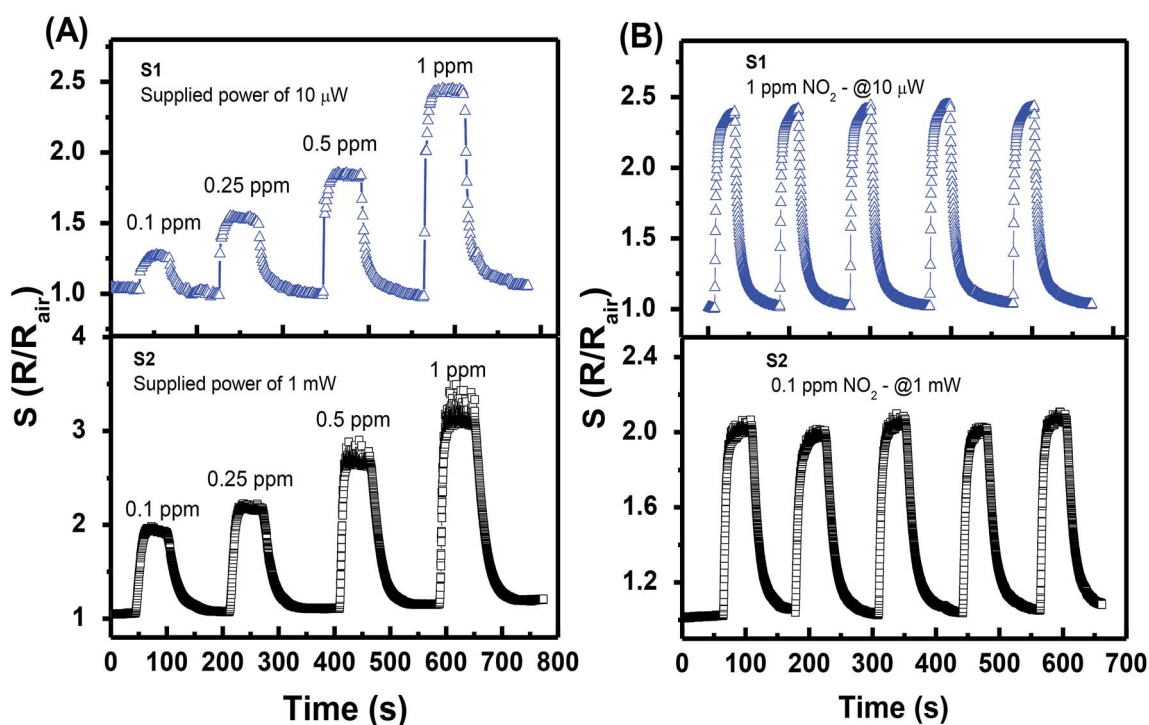 (A)
S1
Supplied power of 10 μW
0.1 ppm
0.25 ppm
0.5 ppm
1 ppm
2.5
2.0
1.5
1.0
S2
Supplied power of 1 mW
0.1 ppm
0.25 ppm
0.5 ppm
1 ppm
4
3
2
1
S (R/R_air)
0 100 200 300 400 500 600 700 800
Time (s)
(B)
S1
1 ppm NO₂ - @10 μW
2.5
2.0
1.5
1.0
S2
0.1 ppm NO₂ - @1 mW
2.4
2.0
1.6
1.2
S (R/R_air)
0 100 200 300 400 500 600 700
Time (s)